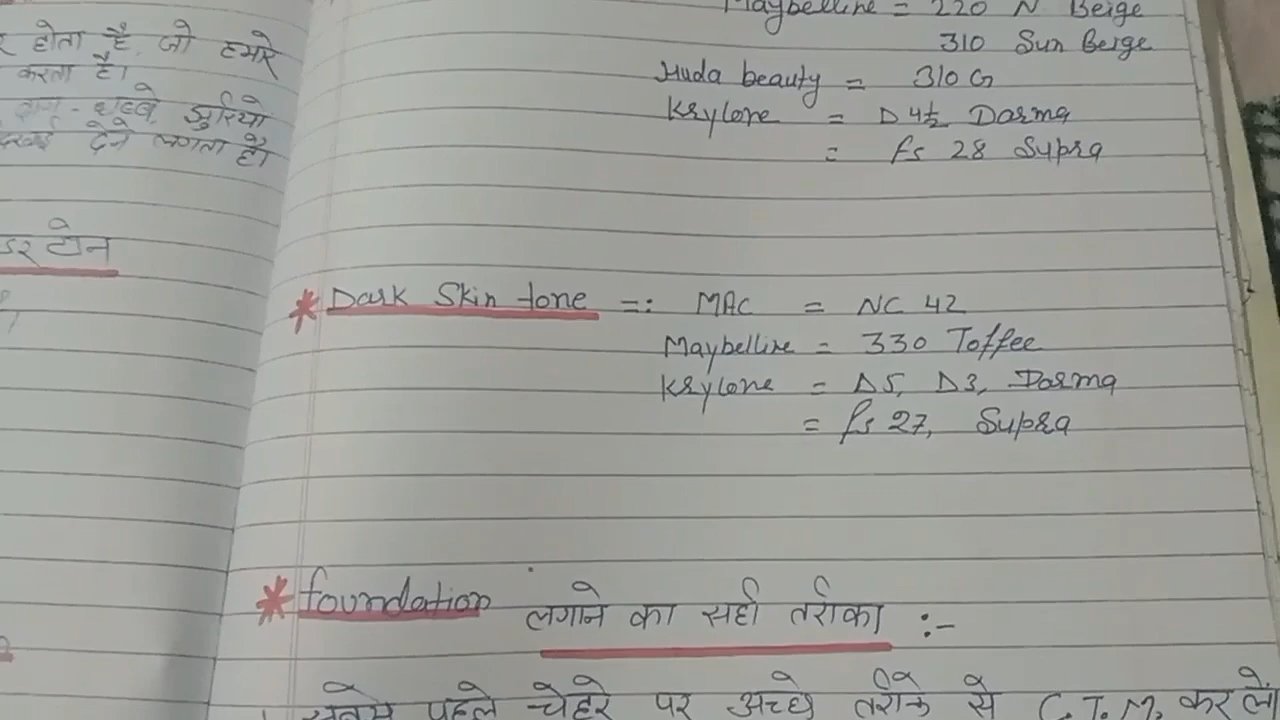 होता है, जो हमारे
करता है।
झुर्रियो
देने लगता है।
टोन
Maybelline = 220 N Beige
310 Sun Beige
Huda beauty = 310 G
Krylone = D 4½ Darma
= fs 28 Supra
* Dark Skin tone =: MAC = NC 42
Maybelline = 330 Toffee
Krylone = D5, D3, Darma
= fs 27, Supra
* foundation लगाने का सही तरीका :-
पहले चेहरे पर अच्छे तरीके से C.T.M. कर लें